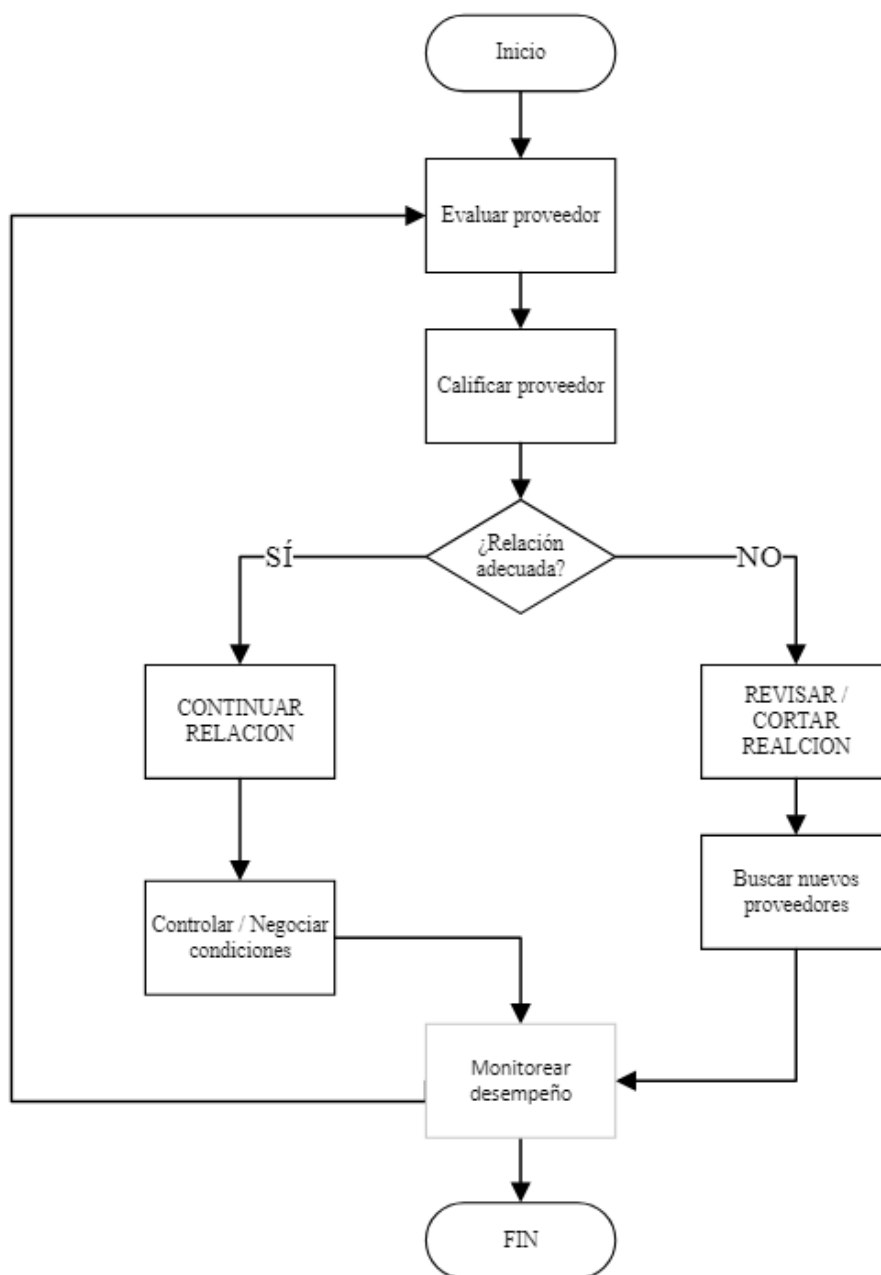 Inicio
Evaluar proveedor
Calificar proveedor
¿Relación
adecuada?
SÍ
NO
CONTINUAR
RELACION
REVISAR /
CORTAR
REALCION
Controlar / Negociar
condiciones
Buscar nuevos
proveedores
Monitorear
desempeño
FIN